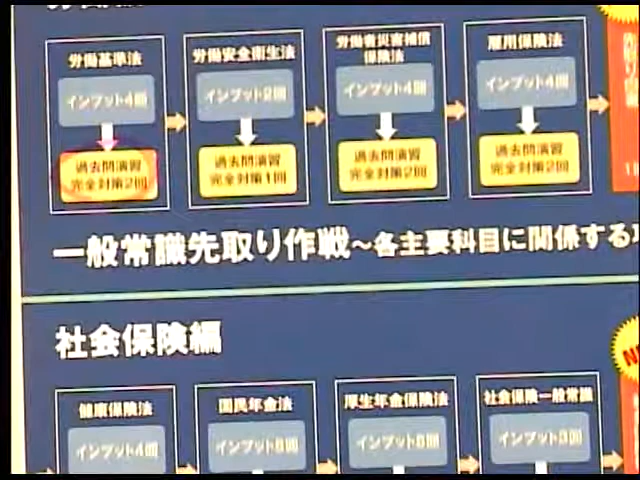 労働基準法
インプット4回
過去問演習
完全対策2回
労働安全衛生法
インプット2回
過去問演習
完全対策1回
労働者災害補償
保険法
インプット4回
過去問演習
完全対策2回
雇用保険法
インプット4回
過去問演習
完全対策2回
一般常識先取り作戦～各主要科目に関係する
社会保険編
健康保険法
インプット4回
国民年金法
インプット6回
厚生年金保険法
インプット6回
社会保険一般常識
インプット3回